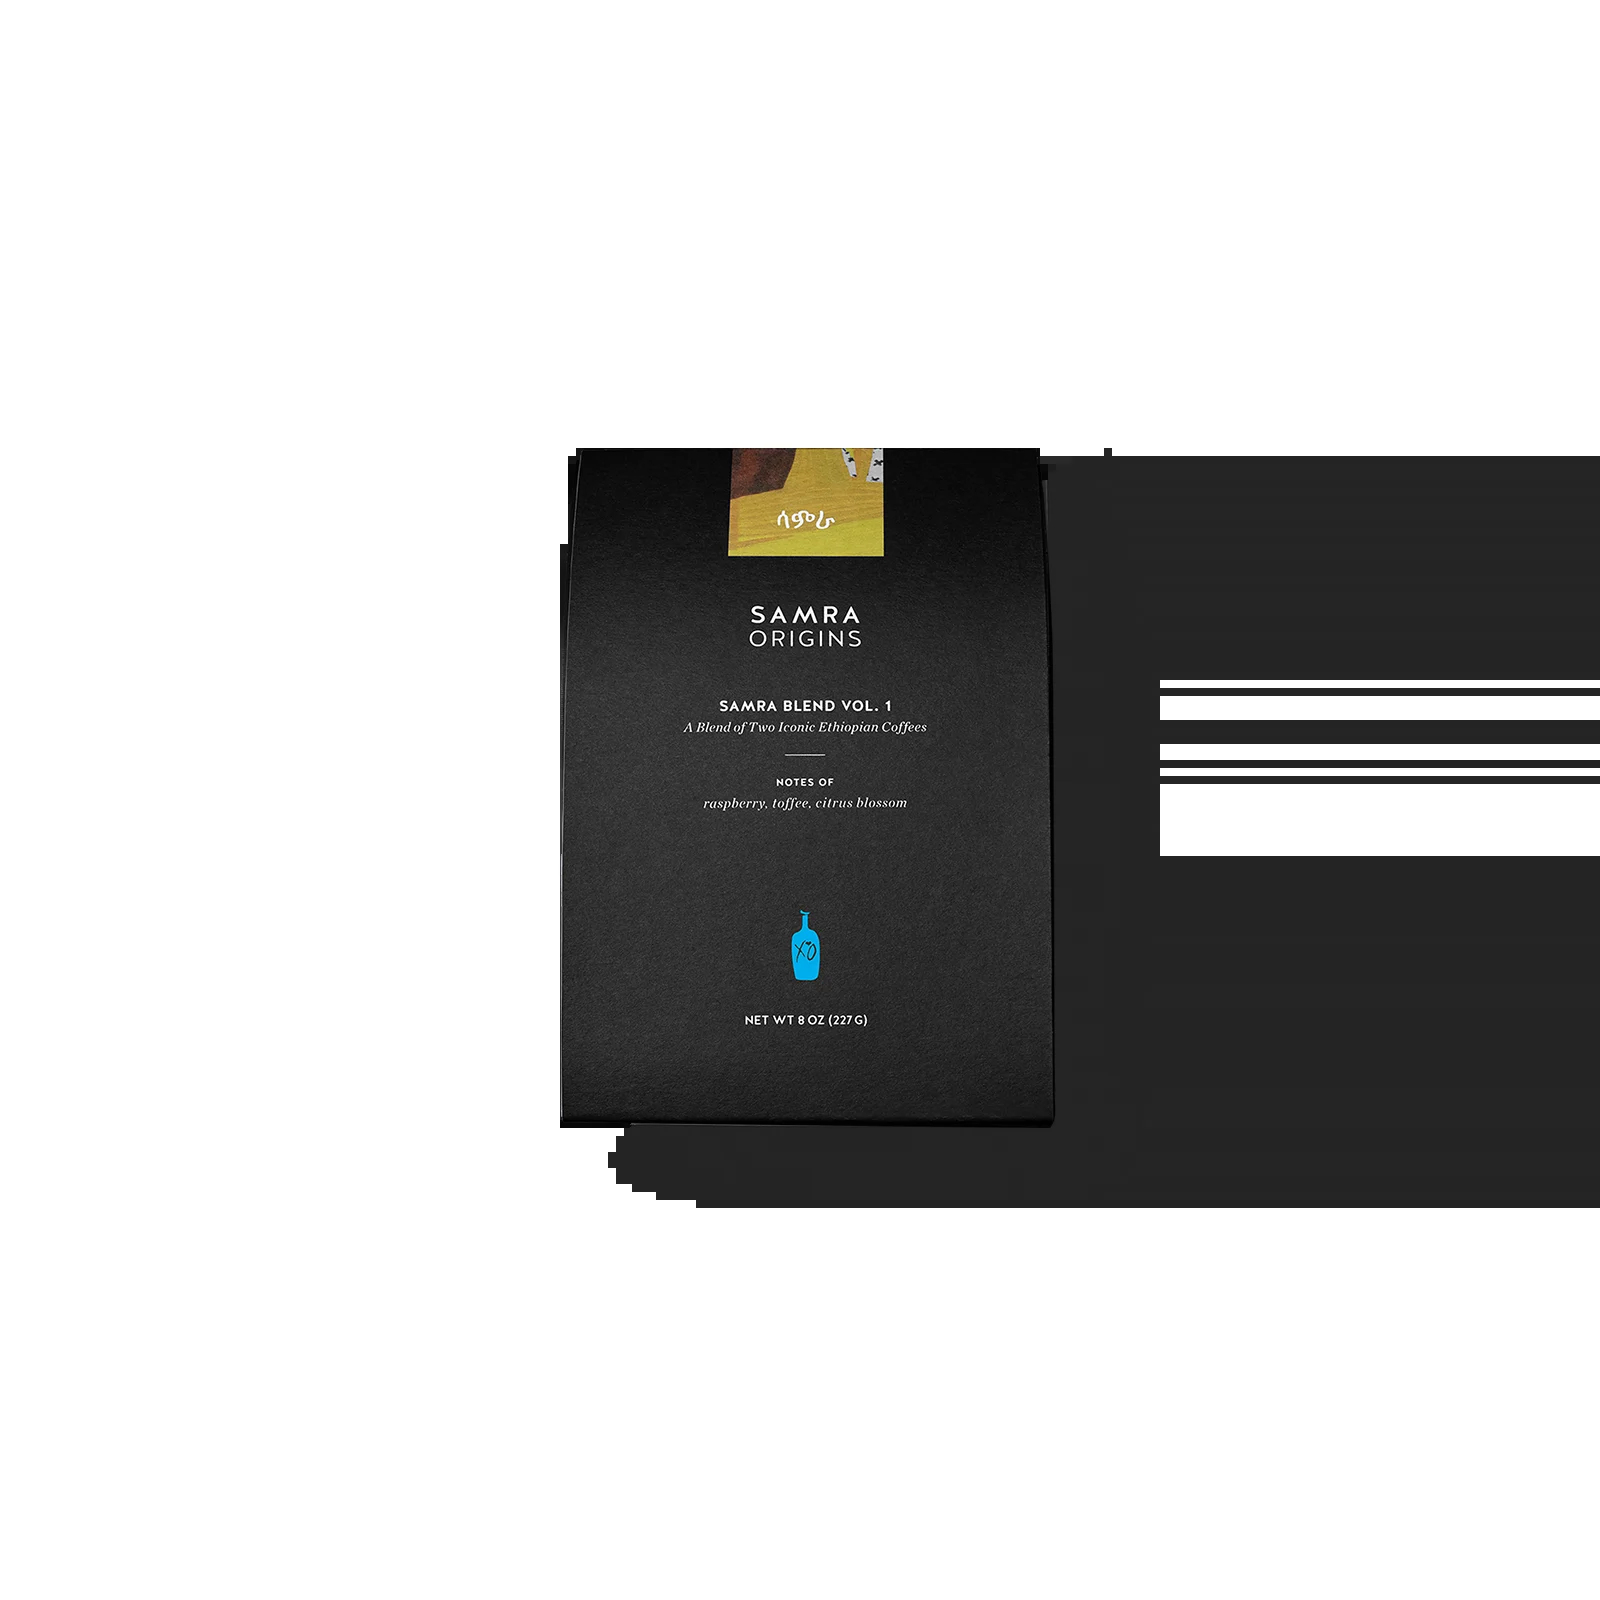 ሳምራ
SAMRA
ORIGINS
SAMRA BLEND VOL. 1
A Blend of Two Iconic Ethiopian Coffees
NOTES OF
raspberry, toffee, citrus blossom
XO
NET WT 8 OZ (227 G)